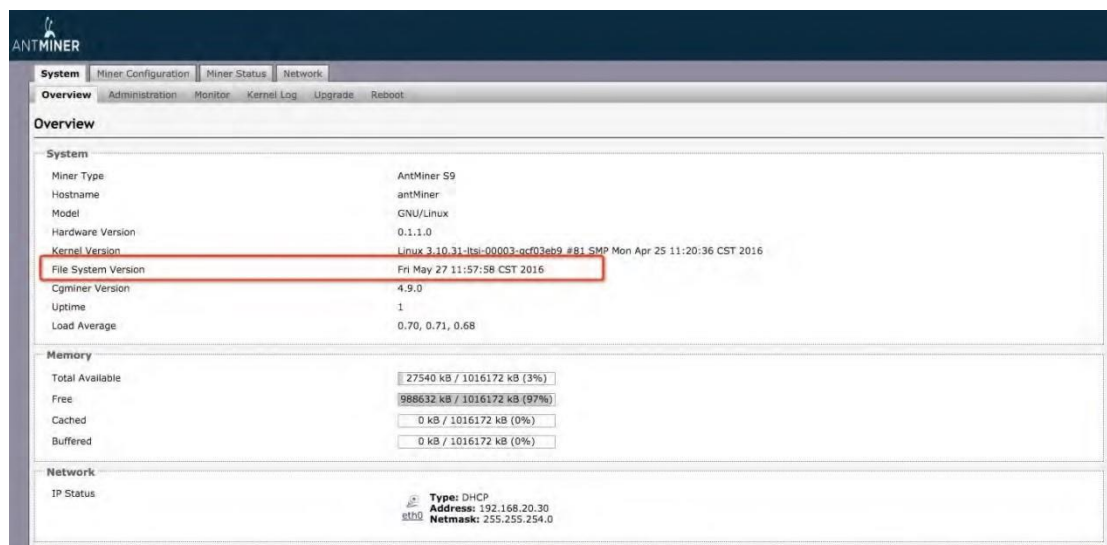 ANTMINER
System Miner Configuration Miner Status Network
Overview Administration Monitor Kernel Log Upgrade Reboot
Overview
System
Miner Type AntMiner S9
Hostname antMiner
Model GNU/Linux
Hardware Version 0.1.1.0
Kernel Version Linux 3.10.31-ltsi-00003-gcf03eb9 #81 SMP Mon Apr 25 11:20:36 CST 2016
File System Version Fri May 27 11:57:58 CST 2016
Cgminer Version 4.9.0
Uptime 1
Load Average 0.70, 0.71, 0.68
Memory
Total Available 27540 kB / 1016172 kB (3%)
Free 988632 kB / 1016172 kB (97%)
Cached 0 kB / 1016172 kB (0%)
Buffered 0 kB / 1016172 kB (0%)
Network
IP Status
Type: DHCP
Address: 192.168.20.30
eth0 Netmask: 255.255.254.0